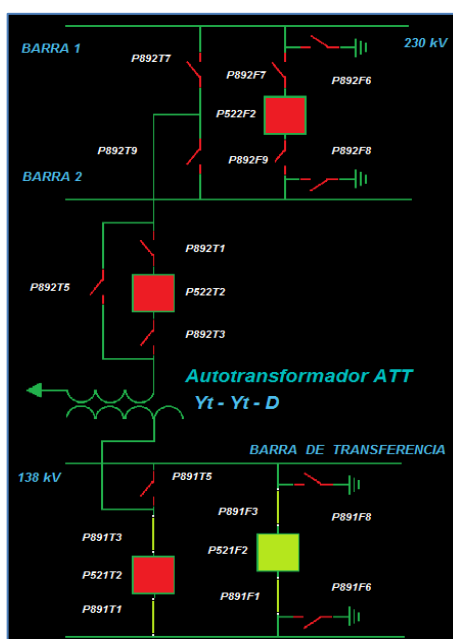 BARRA 1
230 kV
P892T7
P892F7
P892F6
P522F2
P892T9
P892F9
P892F8
BARRA 2
P892T1
P892T5
P522T2
P892T3
Autotransformador ATT
Yt - Yt - D
BARRA DE TRANSFERENCIA
138 kV
P891T5
P891T3
P891F3
P891F8
P521T2
P521F2
P891T1
P891F1
P891F6